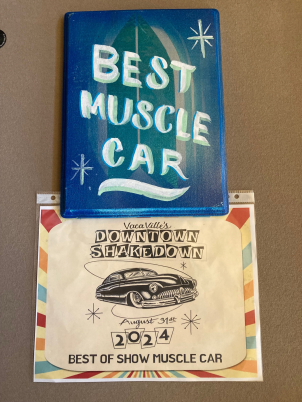 BEST
MUSCLE
CAR
VacaVille's
DOWNTOWN
SHAKEDOWN
August 31st
2024
BEST OF SHOW MUSCLE CAR